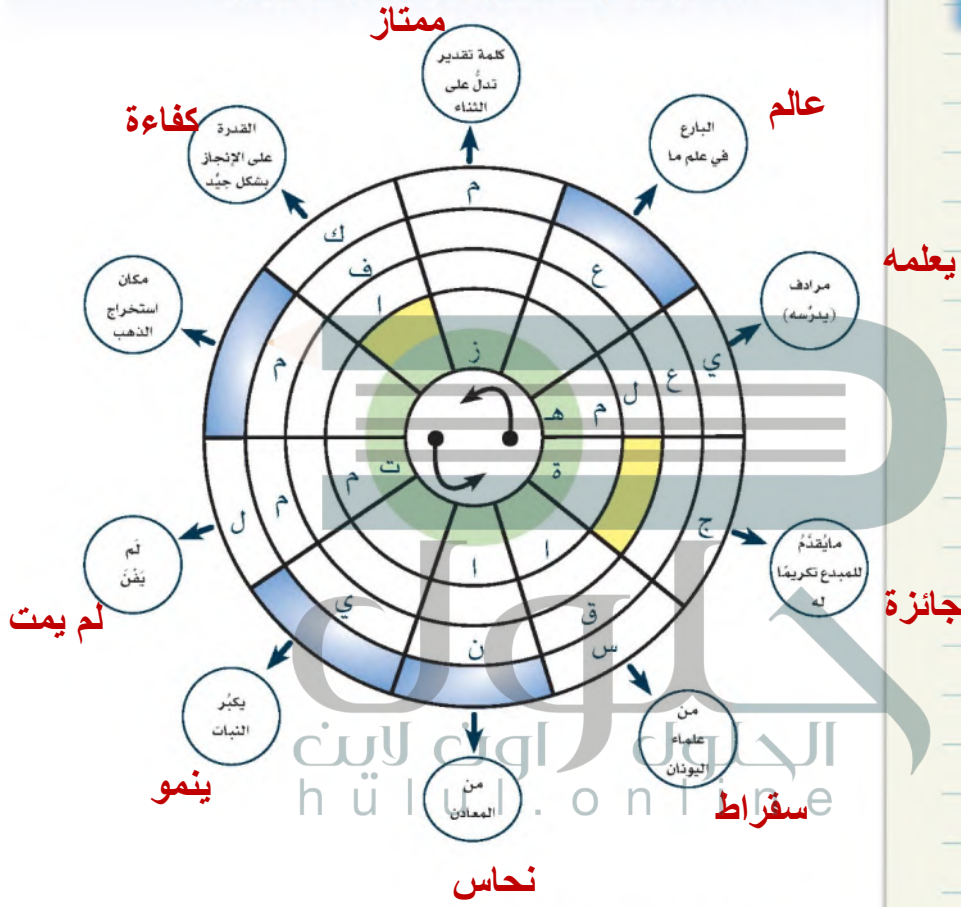 ممتاز
كلمة تقدير
تدلُّ على
الثناء
عالم
البارع
في علم ما
كفاءة
القدرة
على الإنجاز
بشكل جيِّد
يعلمه
مرادف
(يدرِّسه)
مكان
استخراج
الذهب
م
ك
ف
ا
ع
ي
ع
ل
م
هـ
ز
م
ة
ج
ت
م
م
ل
ا
ا
ق
س
ي
ن
مايُقدَّمُ
للمبدع تكريمًا
له
جائزة
لَم
يَفْنَ
لم يمت
يكبُر
النبات
ينمو
من
علماء
اليونان
سقراط
من
المعادن
نحاس
حلول
الحلول اون لاين
hulul.online